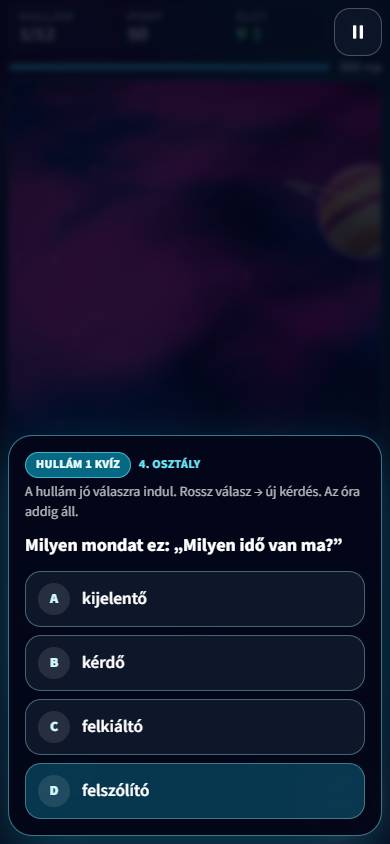 HULLÁM 1 KVÍZ 4. OSZTÁLY
A hullám jó válaszra indul. Rossz válasz → új kérdés. Az óra
addig áll.
Milyen mondat ez: „Milyen idő van ma?”
A kijelentő
B kérdő
C felkiáltó
D felszólító